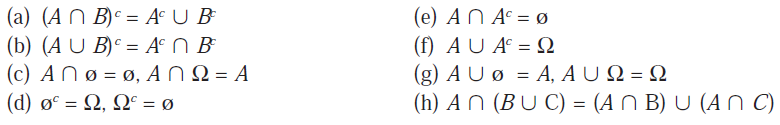 (a) (A ∩ B)ᶜ = Aᶜ ∪ Bᶜ
(b) (A ∪ B)ᶜ = Aᶜ ∩ Bᶜ
(c) A ∩ ø = ø, A ∩ Ω = A
(d) øᶜ = Ω, Ωᶜ = ø
(e) A ∩ Aᶜ = ø
(f) A ∪ Aᶜ = Ω
(g) A ∪ ø = A, A ∪ Ω = Ω
(h) A ∩ (B ∪ C) = (A ∩ B) ∪ (A ∩ C)